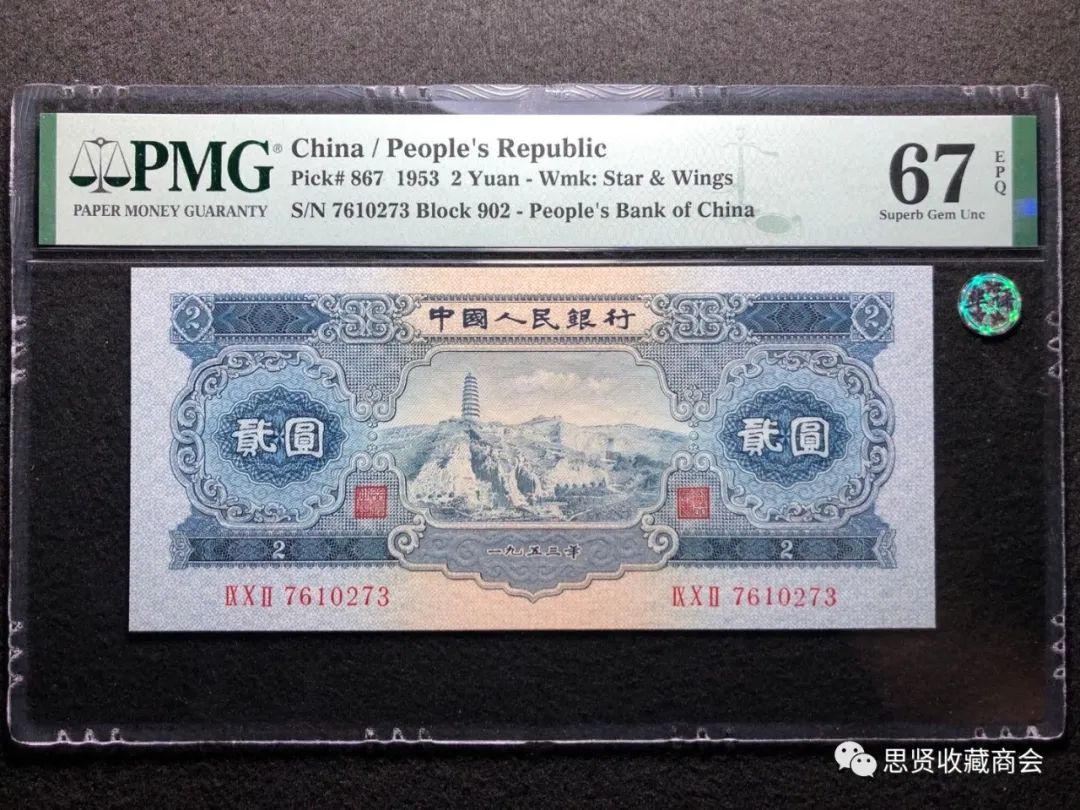 PMG®
PAPER MONEY GUARANTY
China / People's Republic
Pick# 867 1953 2 Yuan - Wmk: Star & Wings
S/N 7610273 Block 902 - People's Bank of China
67
EPQ
Superb Gem Unc
中國人民銀行
2
2
貳圓
貳圓
2
一九五三年
2
ⅨⅩⅡ 7610273
ⅨⅩⅡ 7610273
思贤收藏商会